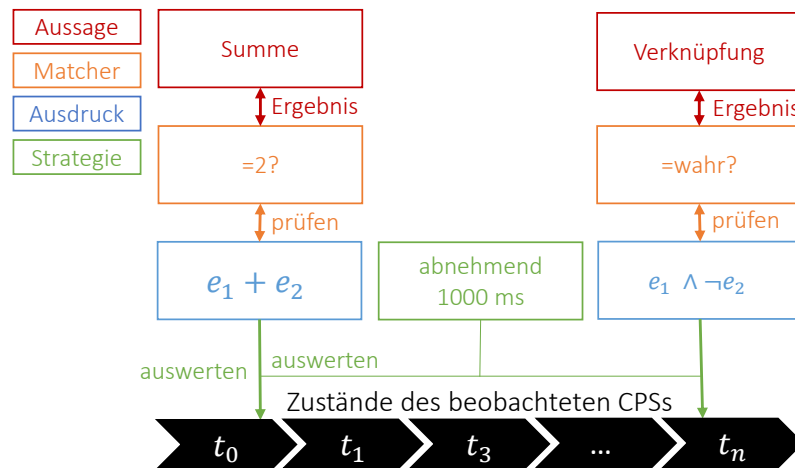 Aussage
Matcher
Ausdruck
Strategie
Summe
Verknüpfung
Ergebnis
Ergebnis
=2?
=wahr?
prüfen
prüfen
e₁ + e₂
abnehmend
1000 ms
e₁ ∧ ¬e₂
auswerten
auswerten
Zustände des beobachteten CPSs
t₀ t₁ t₃ ... tₙ